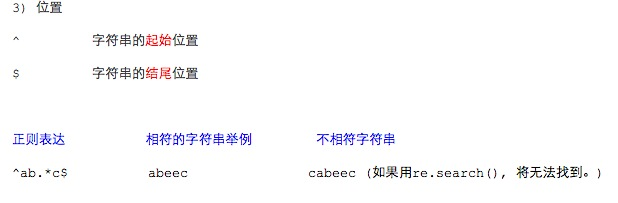 3) 位置
^ 字符串的起始位置
$ 字符串的结尾位置
正则表达 相符的字符串举例 不相符字符串
^ab.*c$ abeec cabeec (如果用re.search(), 将无法找到。)